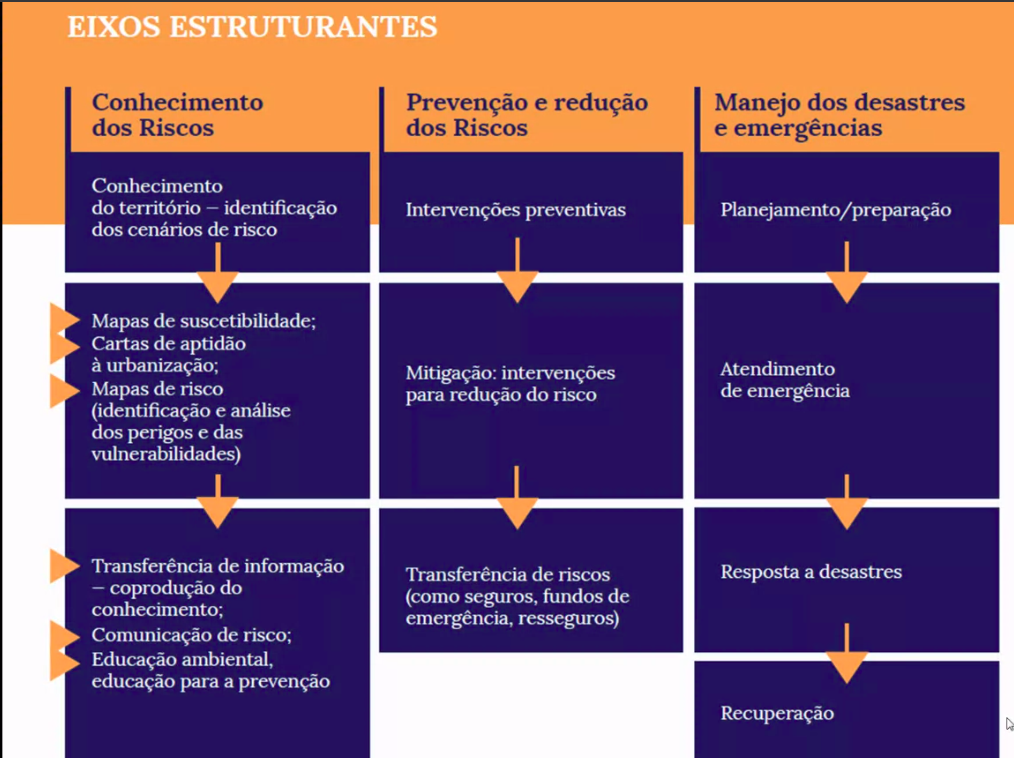 EIXOS ESTRUTURANTES
Conhecimento
dos Riscos
Conhecimento
do território – identificação
dos cenários de risco
Mapas de suscetibilidade;
Cartas de aptidão
à urbanização;
Mapas de risco
(identificação e análise
dos perigos e das
vulnerabilidades)
Transferência de informação
– coprodução do
conhecimento;
Comunicação de risco;
Educação ambiental,
educação para a prevenção
Prevenção e redução
dos Riscos
Intervenções preventivas
Mitigação: intervenções
para redução do risco
Transferência de riscos
(como seguros, fundos de
emergência, resseguros)
Manejo dos desastres
e emergências
Planejamento/preparação
Atendimento
de emergência
Resposta a desastres
Recuperação